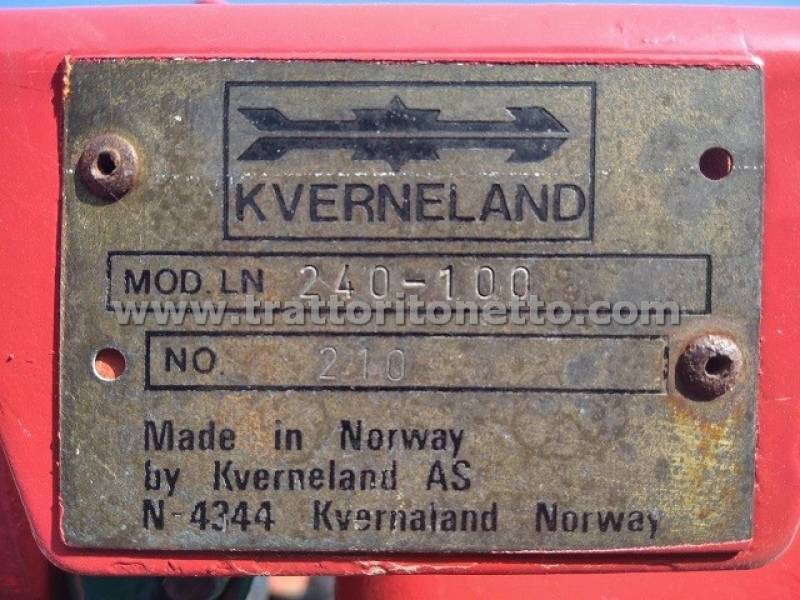 KVERNELAND
MOD. LN 240-100
www.trattoritonetto.com
NO. 210
Made in Norway
by Kverneland AS
N-4344 Kvernaland Norway